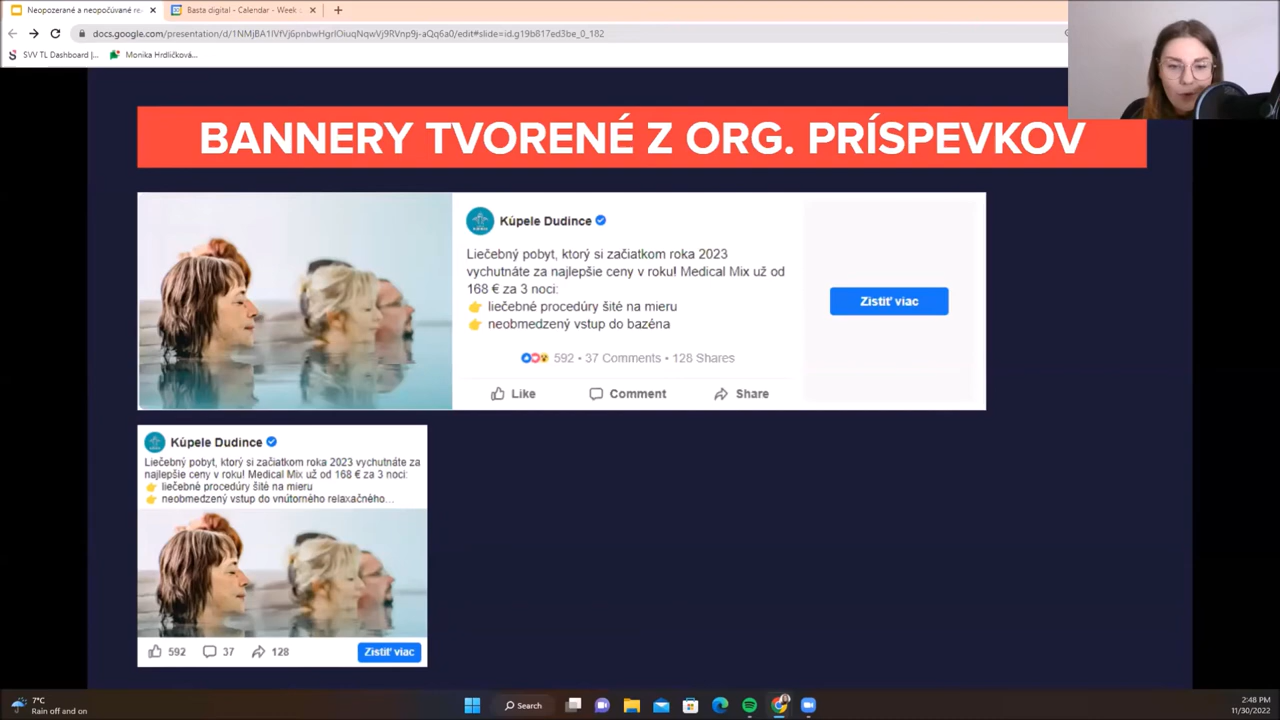 Neopozerané a neopočúvané re
Basta digital - Calendar - Week
docs.google.com/presentation/d/1NMjBA1IVfVj6pnbwHgrlOiuqNqwVj9RVnp9j-aQq6a0/edit#slide=id.g19b817ed3be_0_182
SVV TL Dashboard |...
Monika Hrdličková...
BANNERY TVORENÉ Z ORG. PRÍSPEVKOV
Kúpele Dudince
Liečebný pobyt, ktorý si začiatkom roka 2023
vychutnáte za najlepšie ceny v roku! Medical Mix už od
168 € za 3 noci:
👉 liečebné procedúry šité na mieru
👉 neobmedzený vstup do bazéna
592 • 37 Comments • 128 Shares
Like Comment Share
Zistiť viac
Kúpele Dudince
Liečebný pobyt, ktorý si začiatkom roka 2023 vychutnáte za
najlepšie ceny v roku! Medical Mix už od 168 € za 3 noci:
👉 liečebné procedúry šité na mieru
👉 neobmedzený vstup do vnútorného relaxačného...
592 37 128 Zistiť viac
7°C
Rain off and on
Search
2:48 PM
11/30/2022